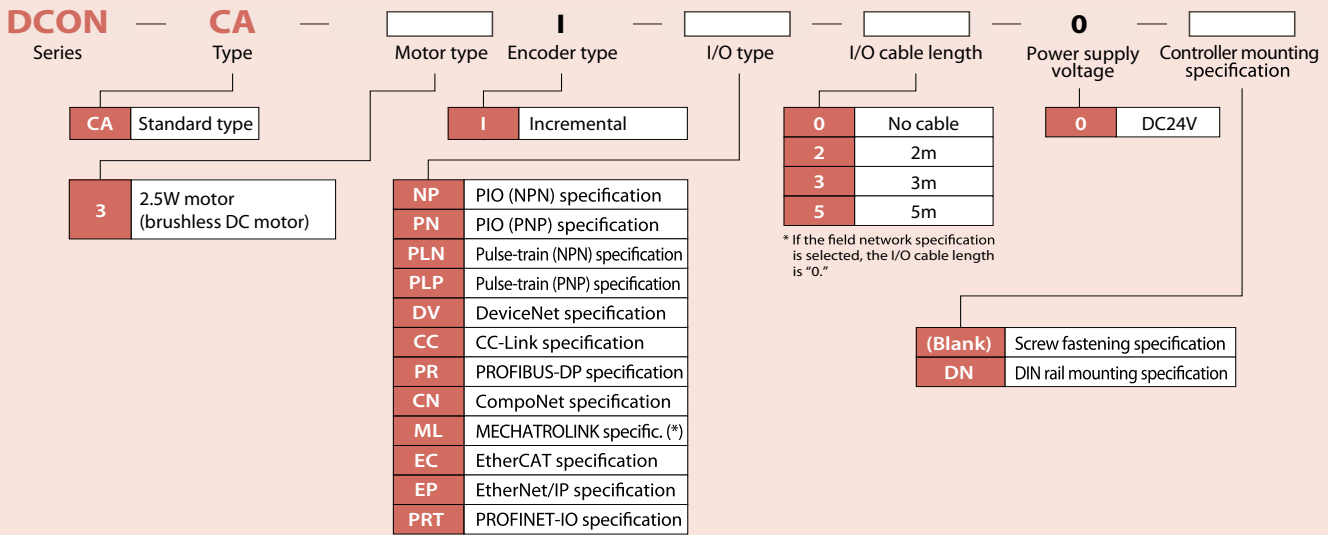 DCON — CA — I — — — 0 —
Series Type Motor type Encoder type I/O type I/O cable length Power supply voltage Controller mounting specification
CA Standard type
3 2.5W motor
(brushless DC motor)
I Incremental
NP PIO (NPN) specification
PN PIO (PNP) specification
PLN Pulse-train (NPN) specification
PLP Pulse-train (PNP) specification
DV DeviceNet specification
CC CC-Link specification
PR PROFIBUS-DP specification
CN CompoNet specification
ML MECHATROLINK specific. (*)
EC EtherCAT specification
EP EtherNet/IP specification
PRT PROFINET-IO specification
0 No cable
2 2m
3 3m
5 5m
* If the field network specification
is selected, the I/O cable length
is “0.”
0 DC24V
(Blank) Screw fastening specification
DN DIN rail mounting specification